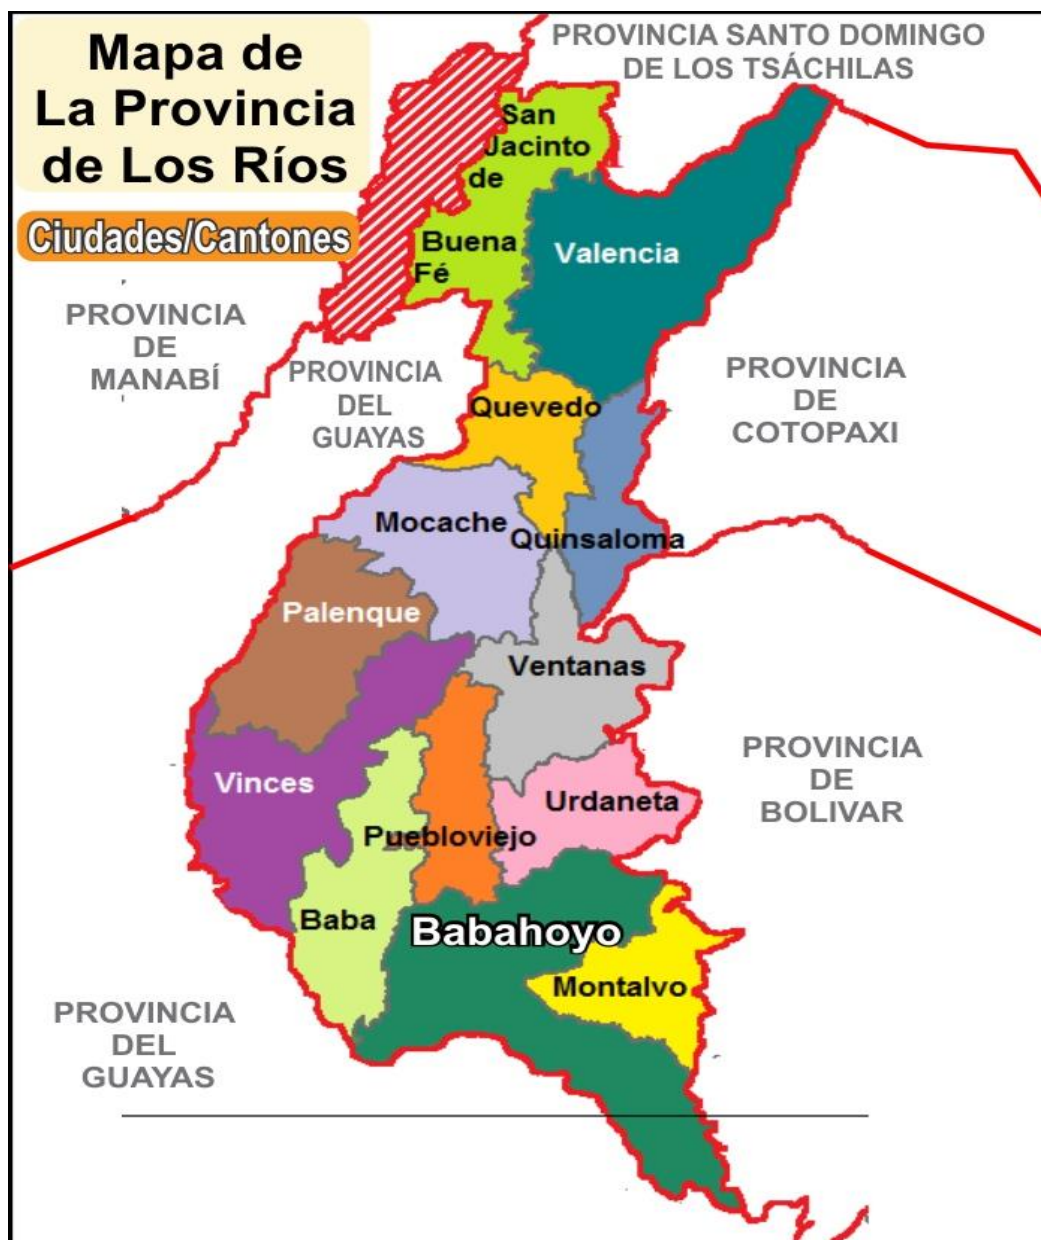 Mapa de
La Provincia
de Los Ríos
Ciudades/Cantones
PROVINCIA SANTO DOMINGO
DE LOS TSÁCHILAS
San
Jacinto
de
Buena
Fé
Valencia
PROVINCIA
DE
MANABÍ
PROVINCIA
DEL
GUAYAS
PROVINCIA
DE
COTOPAXI
Quevedo
Mocache
Quinsaloma
Palenque
Ventanas
Vinces
Urdaneta
Puebloviejo
PROVINCIA
DE
BOLIVAR
Baba
Babahoyo
Montalvo
PROVINCIA
DEL
GUAYAS